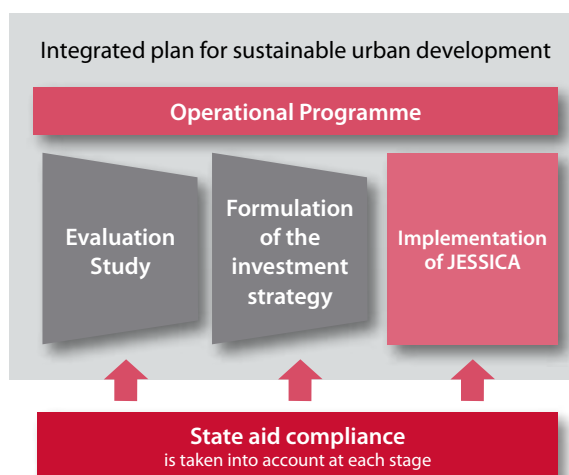 Integrated plan for sustainable urban development
Operational Programme
Evaluation
Study
Formulation
of the
investment
strategy
Implementation
of JESSICA
State aid compliance
is taken into account at each stage